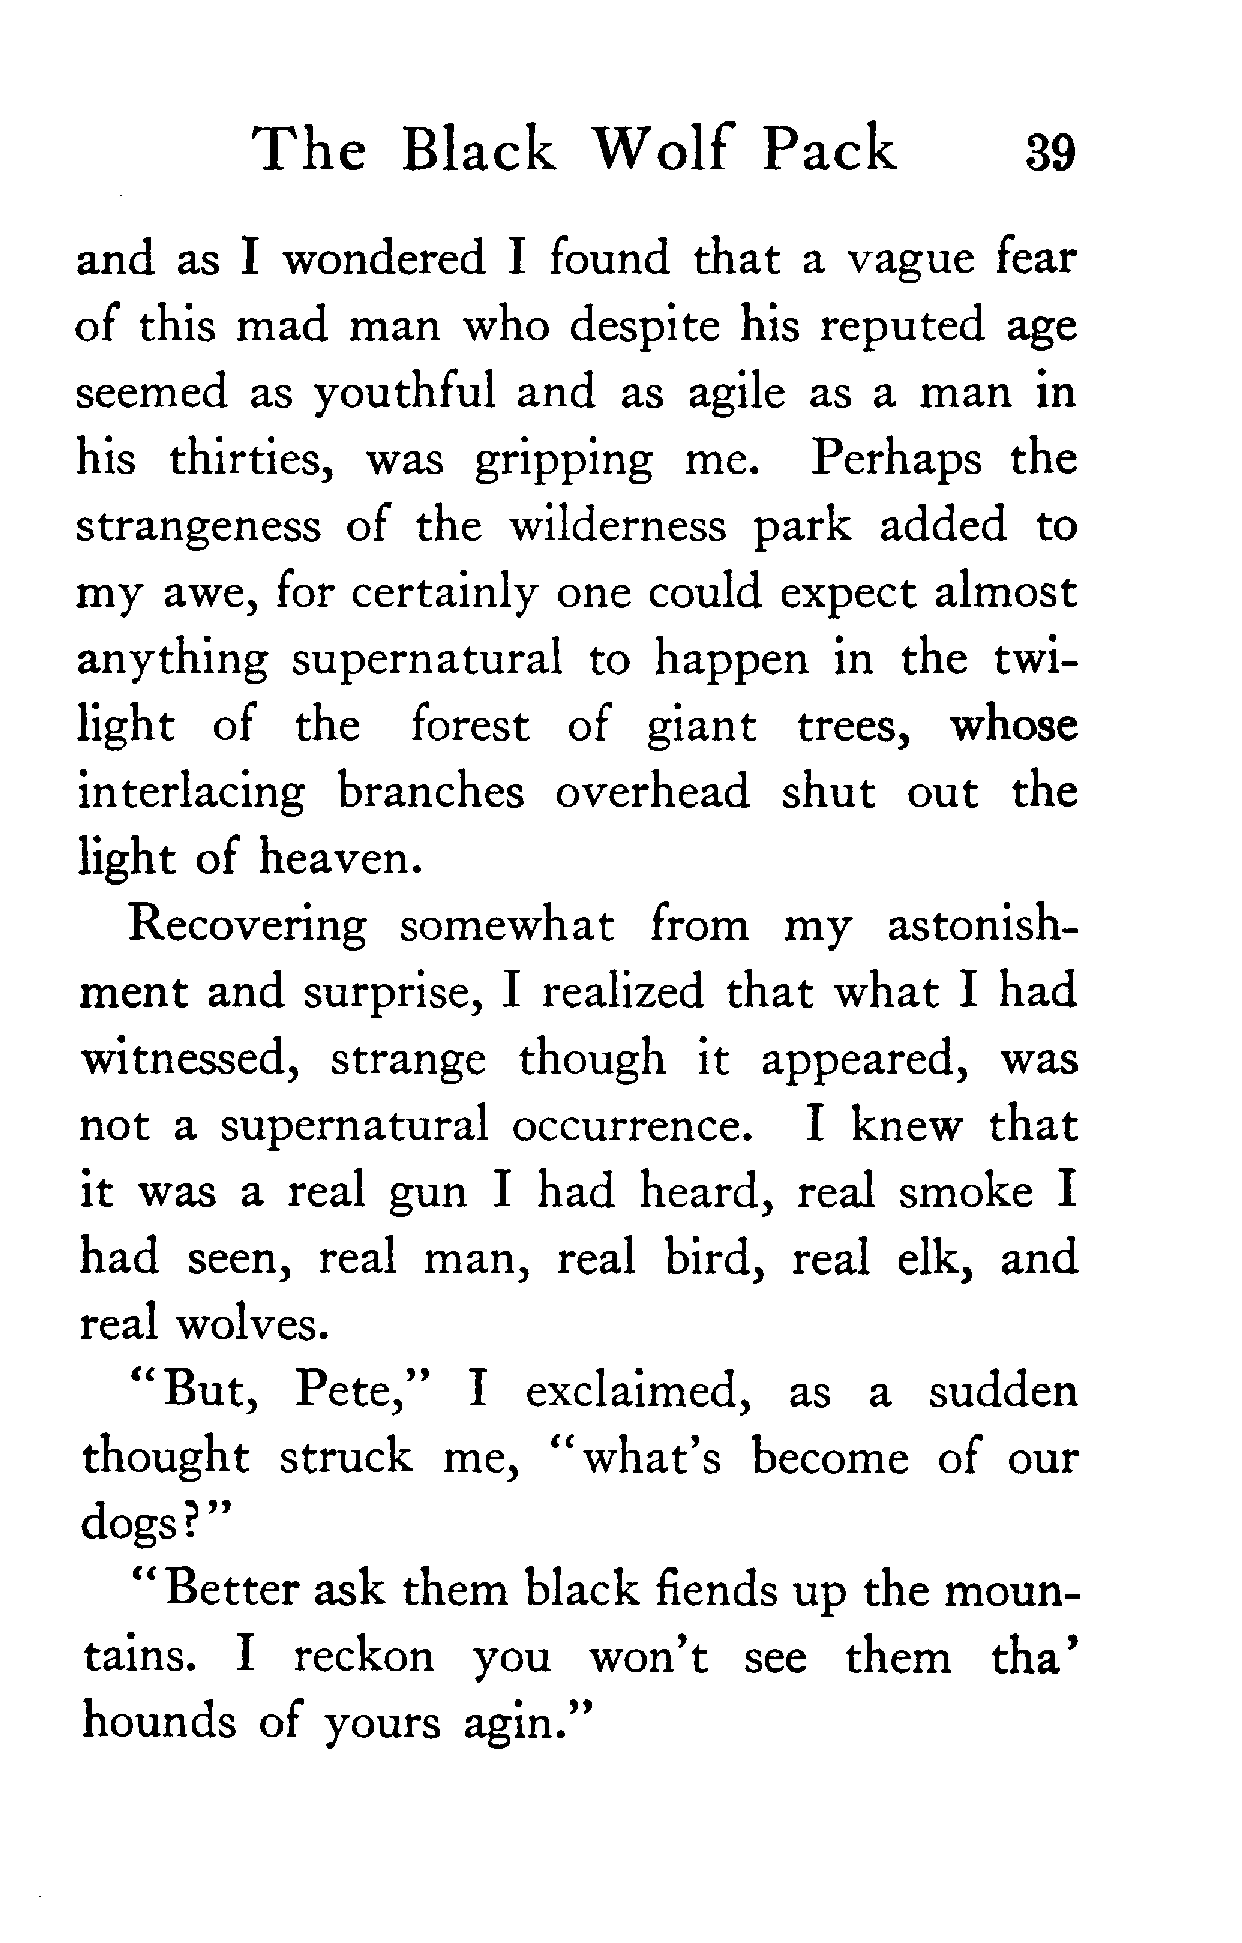 The Black Wolf Pack 39
and as I wondered I found that a vague fear
of this mad man who despite his reputed age
seemed as youthful and as agile as a man in
his thirties, was gripping me. Perhaps the
strangeness of the wilderness park added to
my awe, for certainly one could expect almost
anything supernatural to happen in the twi-
light of the forest of giant trees, whose
interlacing branches overhead shut out the
light of heaven.
Recovering somewhat from my astonish-
ment and surprise, I realized that what I had
witnessed, strange though it appeared, was
not a supernatural occurrence. I knew that
it was a real gun I had heard, real smoke I
had seen, real man, real bird, real elk, and
real wolves.
"But, Pete," I exclaimed, as a sudden
thought struck me, "what's become of our
dogs?"
"Better ask them black fiends up the moun-
tains. I reckon you won't see them tha'
hounds of yours agin."